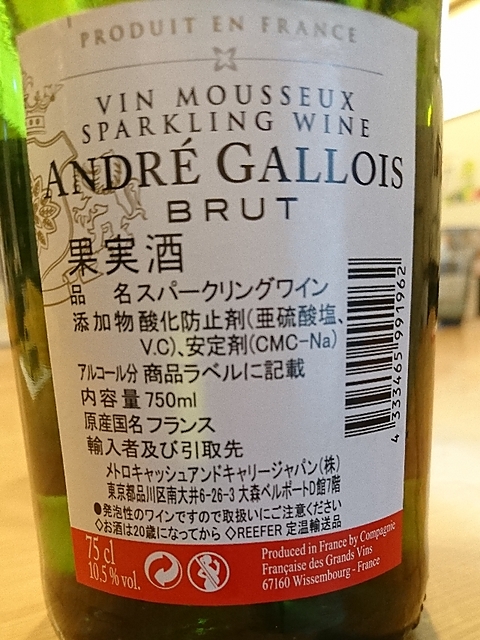 PRODUIT EN FRANCE
VIN MOUSSEUX
SPARKLING WINE
ANDRÉ GALLOIS
BRUT
果実酒
品 名 スパークリングワイン
添加物 酸化防止剤(亜硫酸塩、
V.C)、安定剤(CMC-Na)
アルコール分 商品ラベルに記載
内容量 750ml
原産国名 フランス
輸入者及び引取先
メトロキャッシュアンドキャリージャパン(株)
東京都品川区南大井6-26-3 大森ベルポートD館7階
●発泡性のワインですので取扱いにご注意ください
◇お酒は20歳になってから ◇REEFER 定温輸送品
4 333465 991962
75 cl
10.5 % vol.
Produced in France by Compagnie
Française des Grands Vins
67160 Wissembourg - France